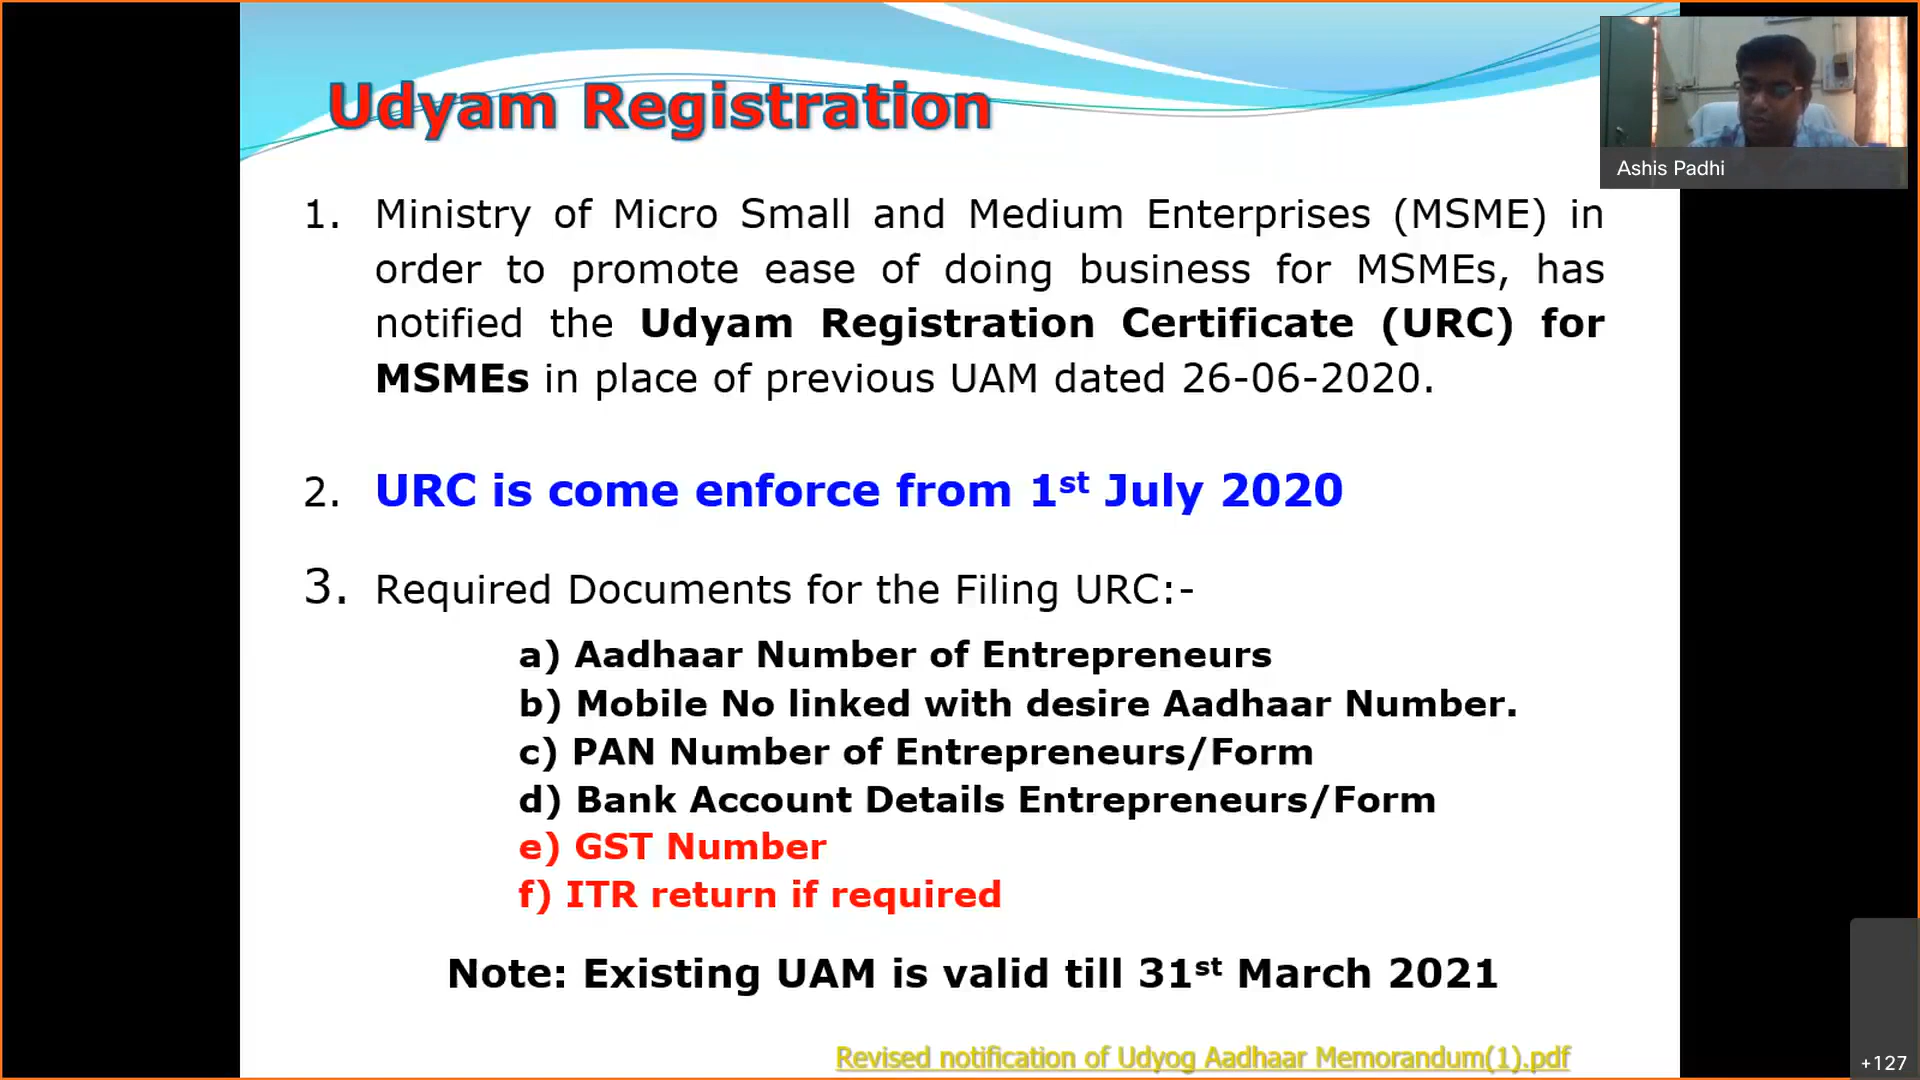 Udyam Registration
Ashis Padhi
1. Ministry of Micro Small and Medium Enterprises (MSME) in
order to promote ease of doing business for MSMEs, has
notified the Udyam Registration Certificate (URC) for
MSMEs in place of previous UAM dated 26-06-2020.
2. URC is come enforce from 1st July 2020
3. Required Documents for the Filing URC:-
a) Aadhaar Number of Entrepreneurs
b) Mobile No linked with desire Aadhaar Number.
c) PAN Number of Entrepreneurs/Form
d) Bank Account Details Entrepreneurs/Form
e) GST Number
f) ITR return if required
Note: Existing UAM is valid till 31st March 2021
Revised notification of Udyog Aadhaar Memorandum(1).pdf
+127